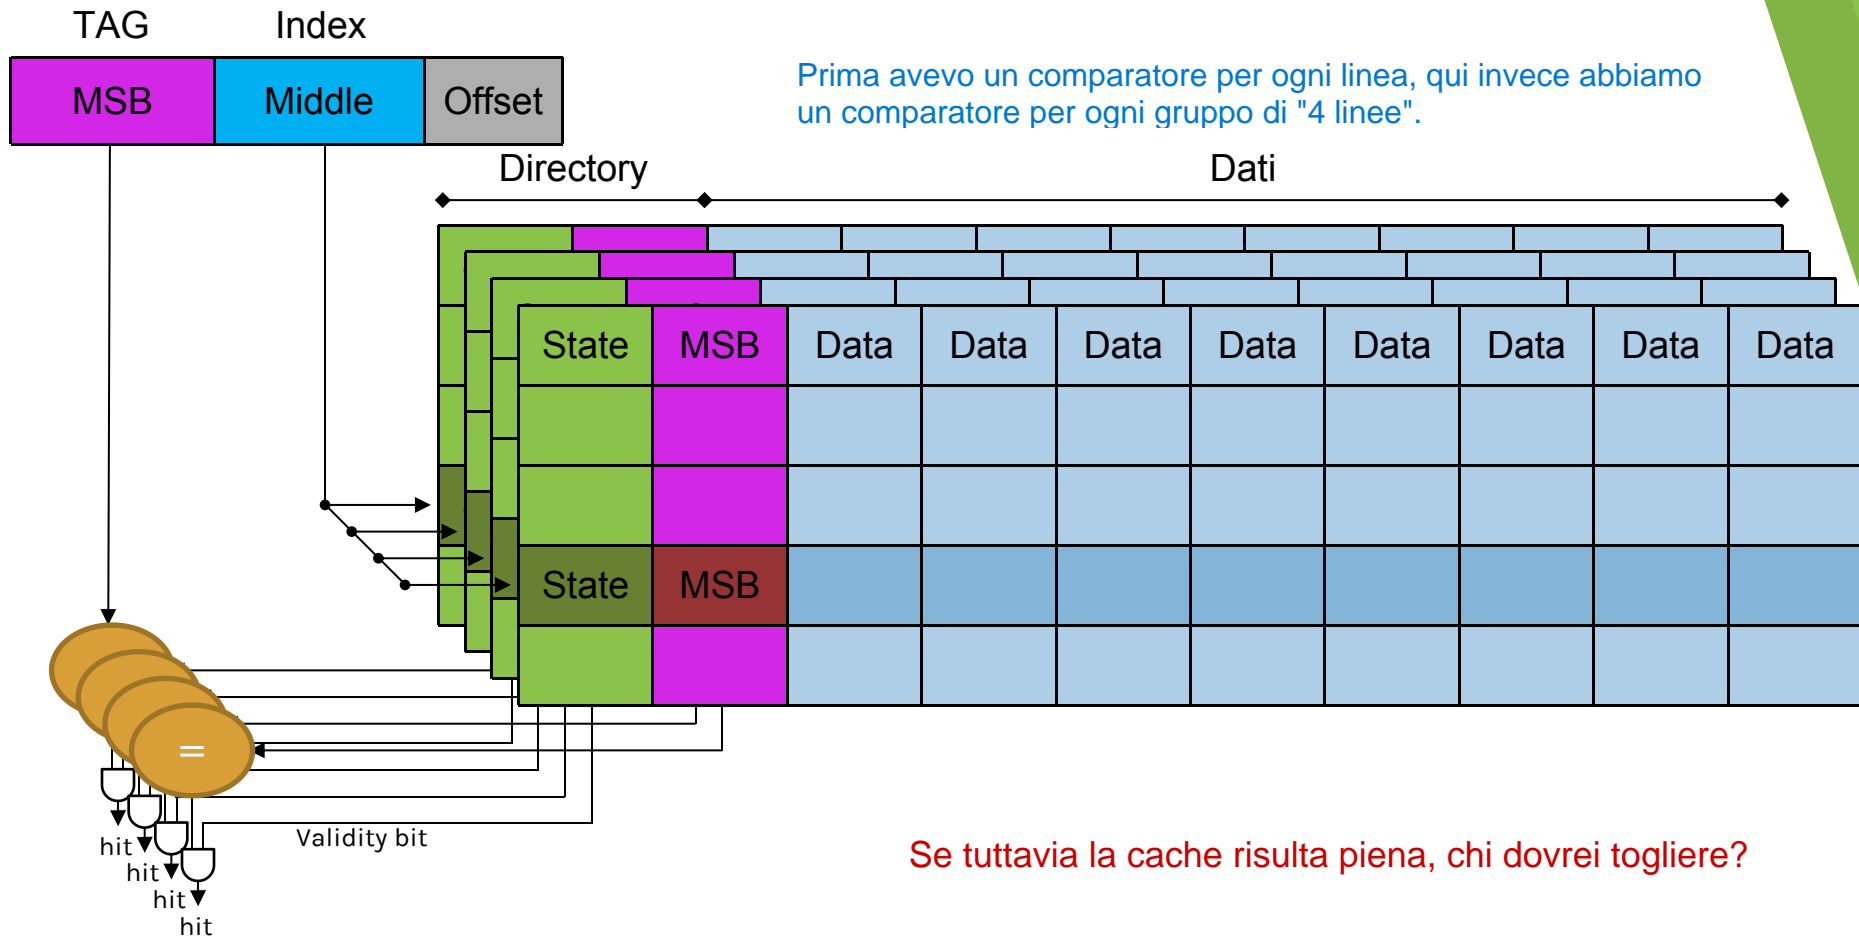 TAG Index
MSB Middle Offset
Prima avevo un comparatore per ogni linea, qui invece abbiamo
un comparatore per ogni gruppo di "4 linee".
Directory Dati
State MSB Data Data Data Data Data Data Data Data
State MSB
=
Validity bit
hit
hit
hit
hit
Se tuttavia la cache risulta piena, chi dovrei togliere?